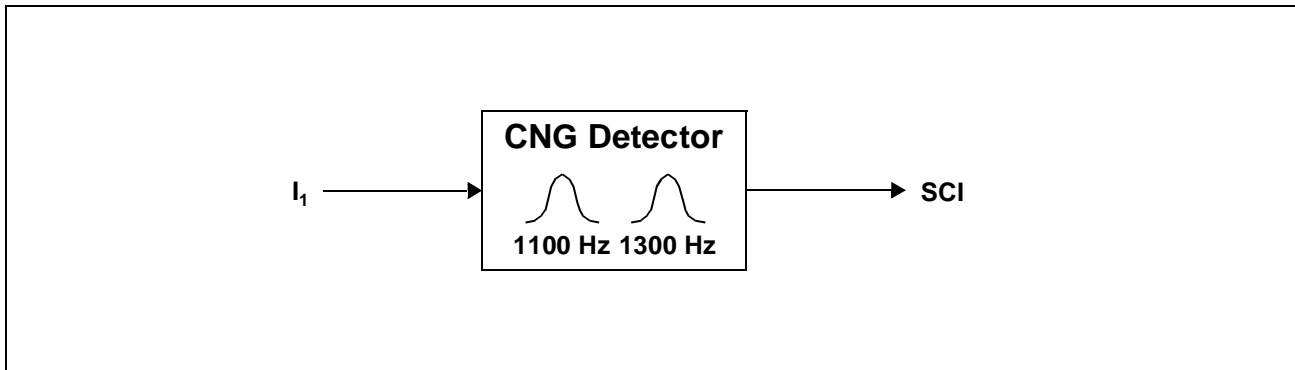 CNG Detector
I₁
SCI
1100 Hz 1300 Hz